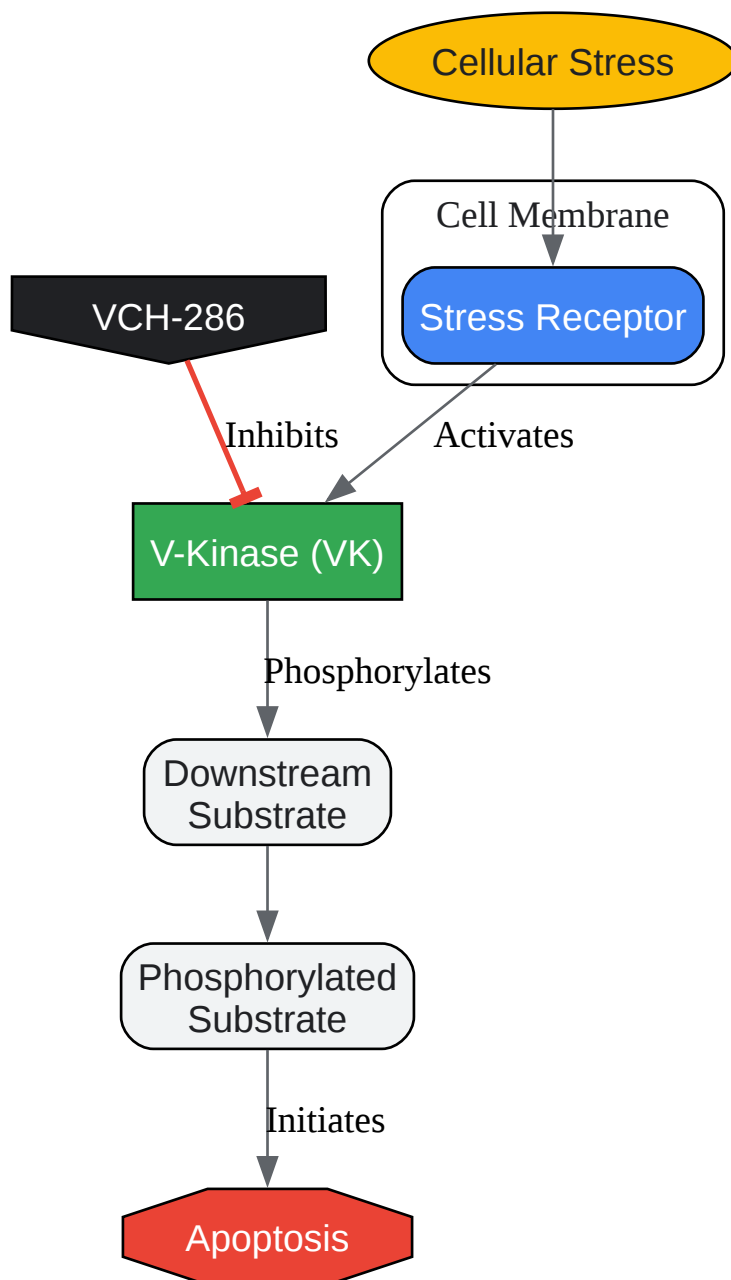 Cellular Stress
Cell Membrane
VCH-286
Stress Receptor
Inhibits
Activates
V-Kinase (VK)
Phosphorylates
Downstream
Substrate
Phosphorylated
Substrate
Initiates
Apoptosis